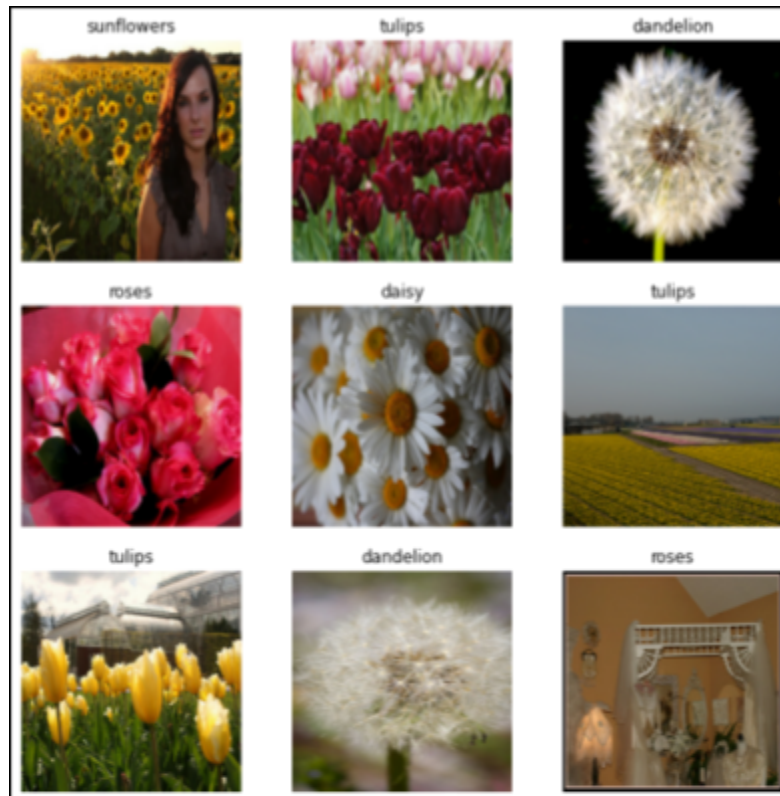 sunflowers
tulips
dandelion
roses
daisy
tulips
tulips
dandelion
roses